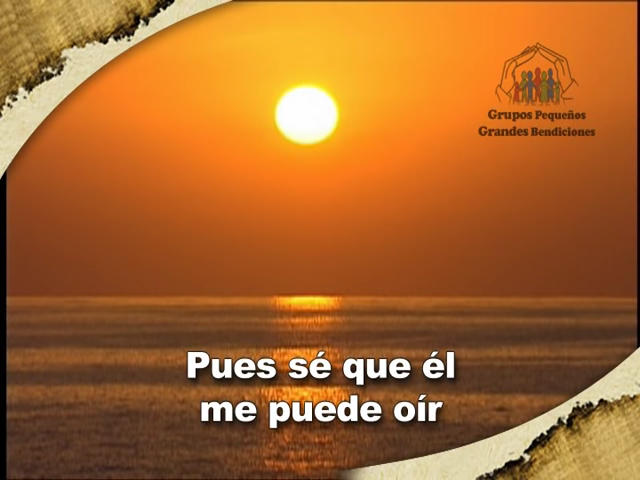 Grupos Pequeños
Grandes Bendiciones
Pues sé que él
me puede oír